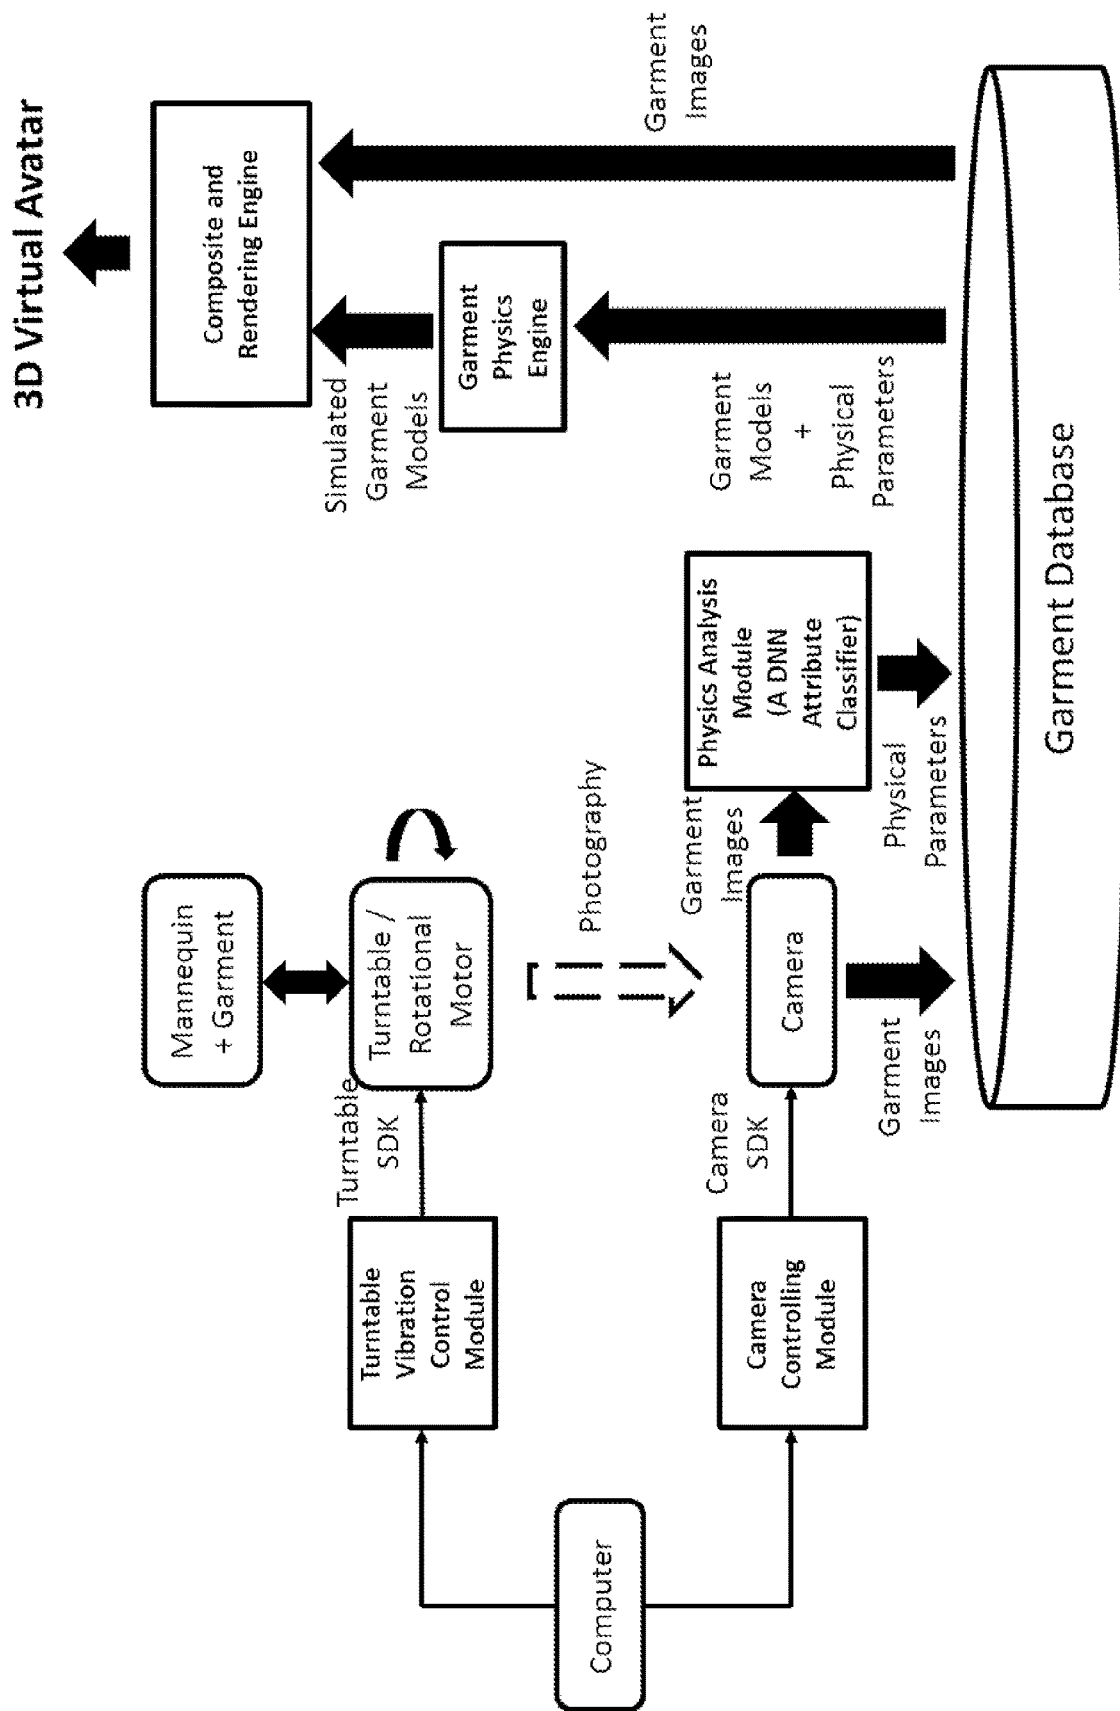 3D Virtual Avatar
Composite and
Rendering Engine
Simulated
Garment
Models
Garment
Physics
Engine
Garment
Images
Garment
Models
+
Physical
Parameters
Mannequin
+ Garment
Turntable /
Rotational
Motor
Turntable
SDK
Turntable
Vibration
Control
Module
Computer
Camera
Controlling
Module
Camera
SDK
Camera
Photography
Garment
Images
Physics Analysis
Module
(A DNN
Attribute
Classifier)
Garment
Images
Physical
Parameters
Garment Database